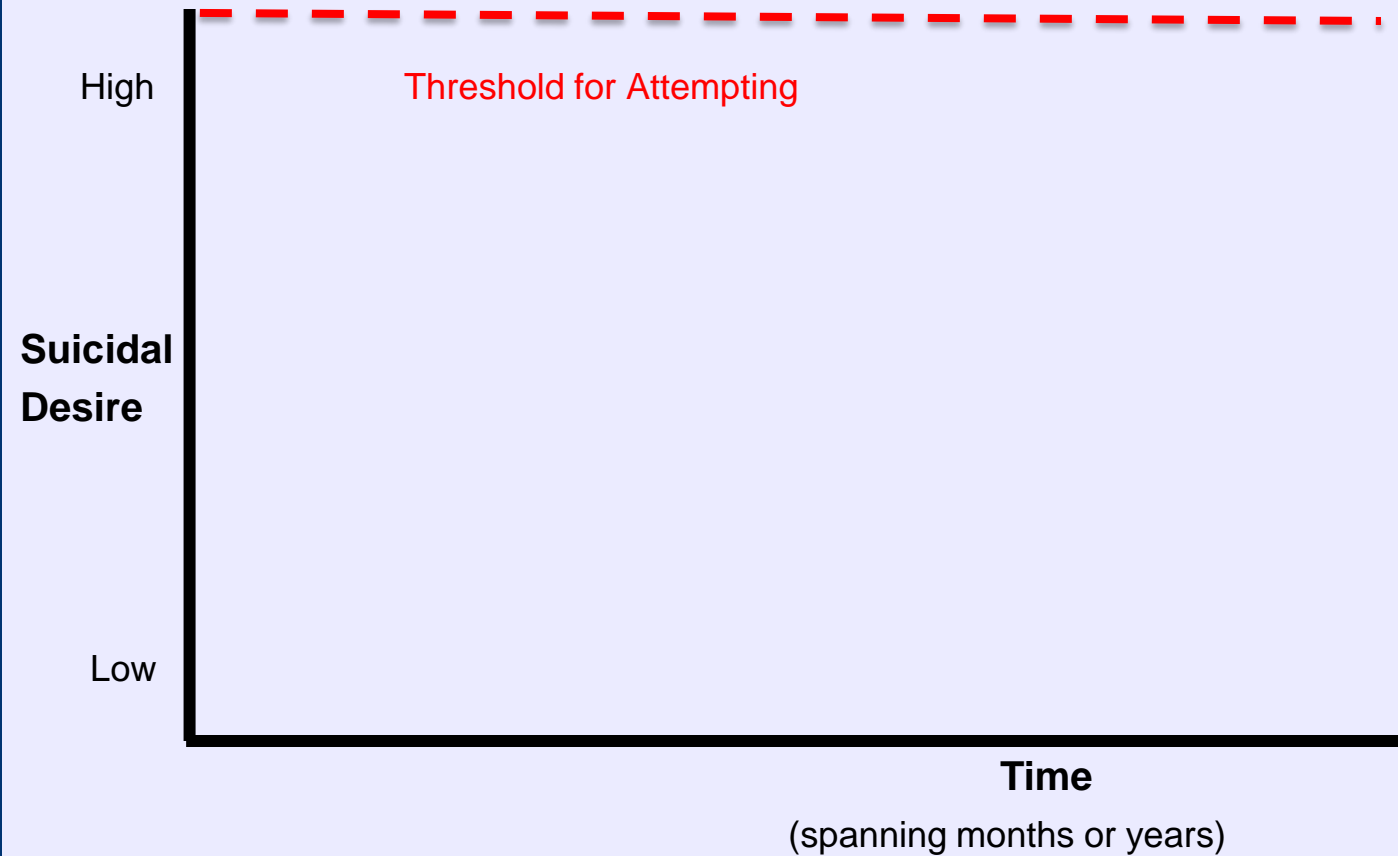 High
Threshold for Attempting
Suicidal
Desire
Low
Time
(spanning months or years)